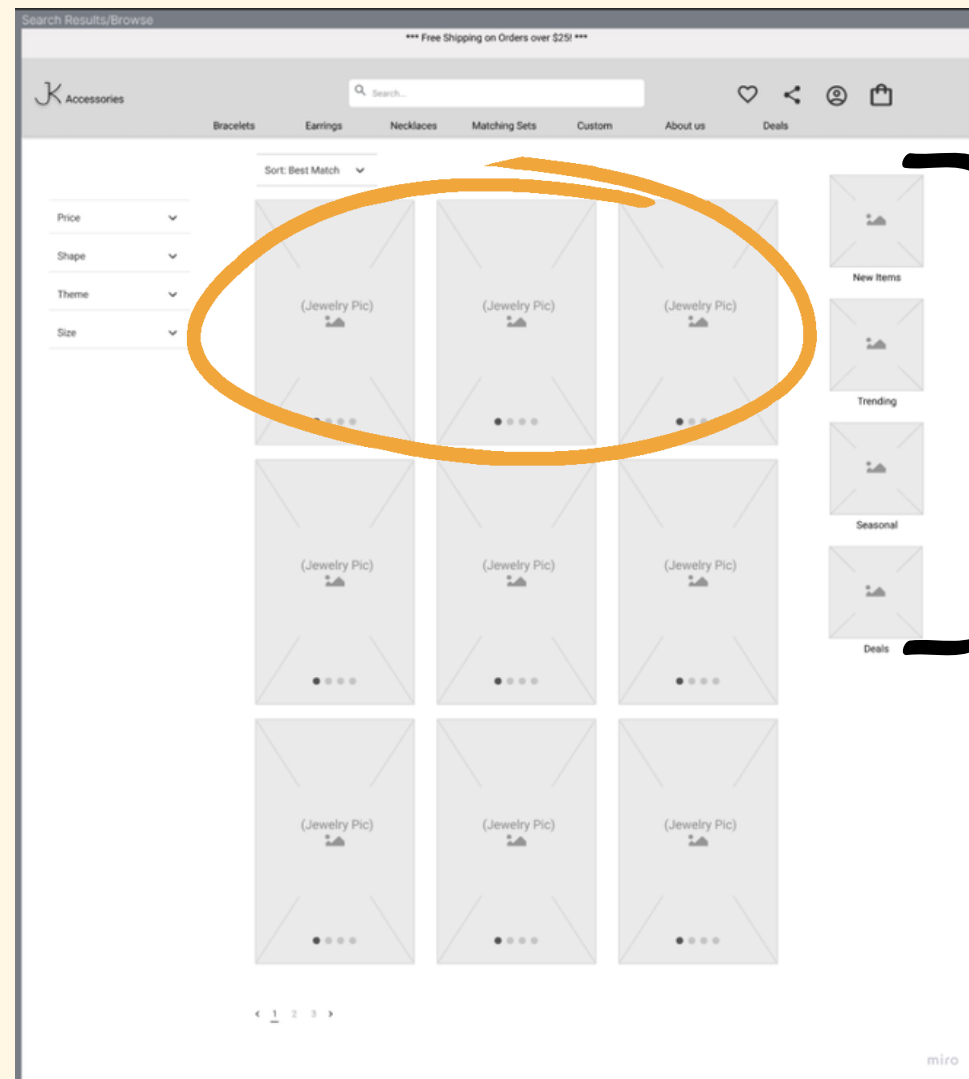 Search Results/Browse
*** Free Shipping on Orders over $25! ***
JK Accessories
Search...
Bracelets Earrings Necklaces Matching Sets Custom About us Deals
Sort: Best Match
Price
Shape
Theme
Size
(Jewelry Pic) (Jewelry Pic) (Jewelry Pic)
(Jewelry Pic) (Jewelry Pic) (Jewelry Pic)
(Jewelry Pic) (Jewelry Pic) (Jewelry Pic)
New Items
Trending
Seasonal
Deals
< 1 2 3 >
miro